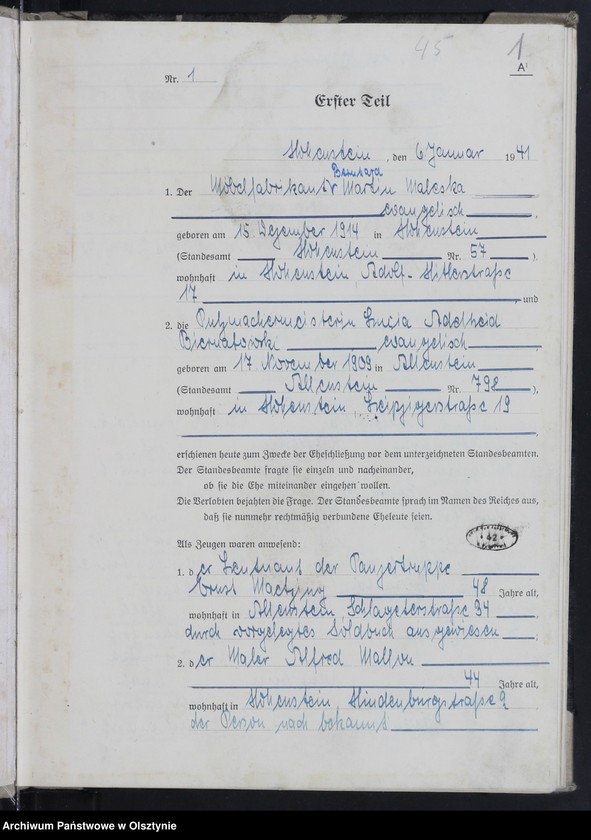 45
1
A¹
Nr. 1
Erster Teil
Hohenstein, den 6 Januar 1941
Bernhard
1. Der Möbelfabrikant Martin Maleska
evangelisch,
geboren am 15. Dezember 1914 in Hohenstein
(Standesamt Hohenstein Nr. 57).
wohnhaft in Hohenstein, Adolf-Hitlerstraße
17, und
2. die Putzmachermeisterin Lucia Adelheid
Biernatowski evangelisch,
geboren am 17. November 1909 in Allenstein
(Standesamt Allenstein Nr. 798).
wohnhaft in Hohenstein, Leipzigerstraße 19
erschienen heute zum Zwecke der Eheschließung vor dem unterzeichneten Standesbeamten.
Der Standesbeamte fragte sie einzeln und nacheinander,
ob sie die Ehe miteinander eingehen wollen.
Die Verlobten bejahten die Frage. Der Standesbeamte sprach im Namen des Reiches aus,
daß sie nunmehr rechtmäßig verbundene Eheleute seien.
Als Zeugen waren anwesend:
1. der Leutnant der Panzertruppe
Ernst 48 Jahre alt,
wohnhaft in Allenstein, Schlageterstraße 34,
durch vorgelegtes Soldbuch ausgewiesen;
2. der Maler Alfred
44 Jahre alt,
wohnhaft in Hohenstein Hindenburgstraße 9
der Person nach bekannt
Archiwum Państwowe w Olsztynie